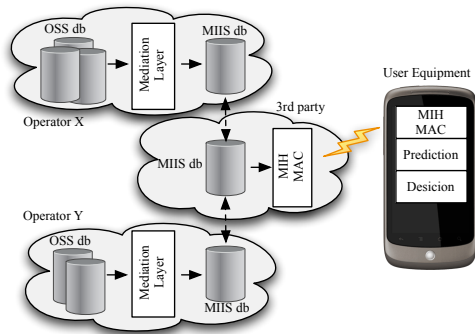 OSS db
MIIS db
Mediation
Layer
Operator X
3rd party
User Equipment
MIIS db
MIH
MAC
MIH
MAC
Prediction
Desicion
Operator Y
OSS db
Mediation
Layer
MIIS db